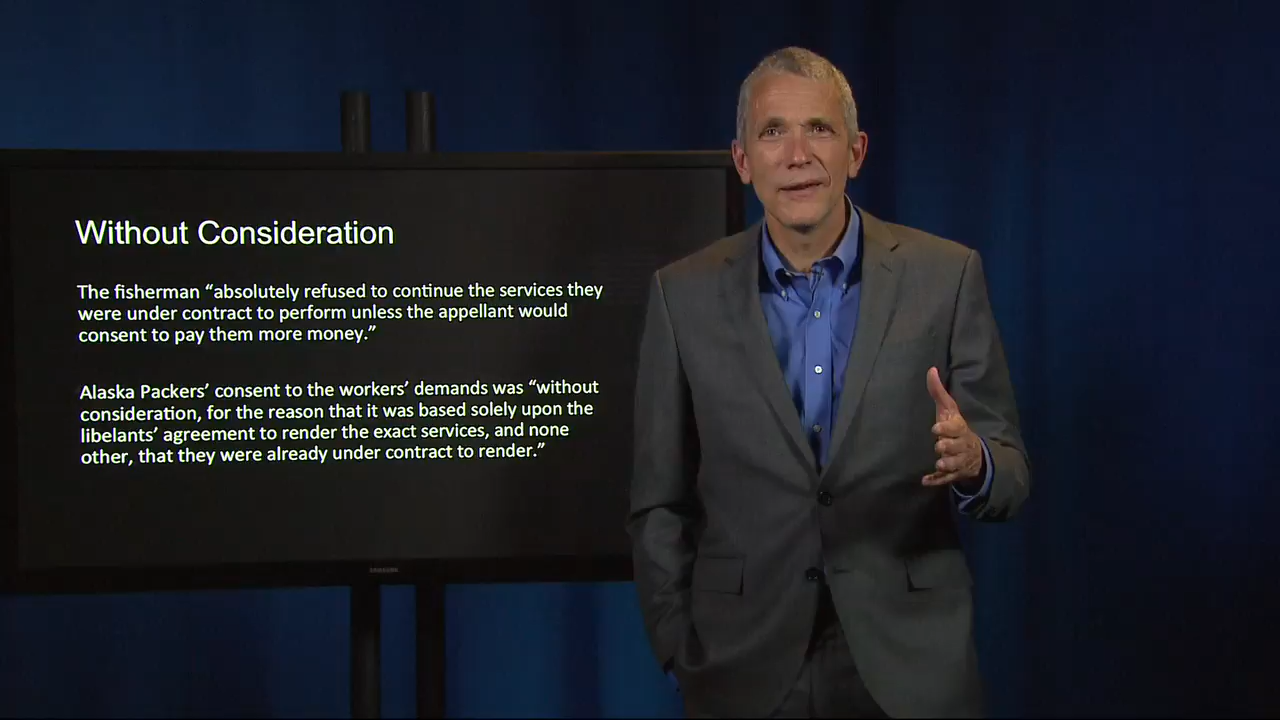 Without Consideration
The fisherman “absolutely refused to continue the services they
were under contract to perform unless the appellant would
consent to pay them more money.”
Alaska Packers’ consent to the workers’ demands was “without
consideration, for the reason that it was based solely upon the
libelants’ agreement to render the exact services, and none
other, that they were already under contract to render.”
SAMSUNG